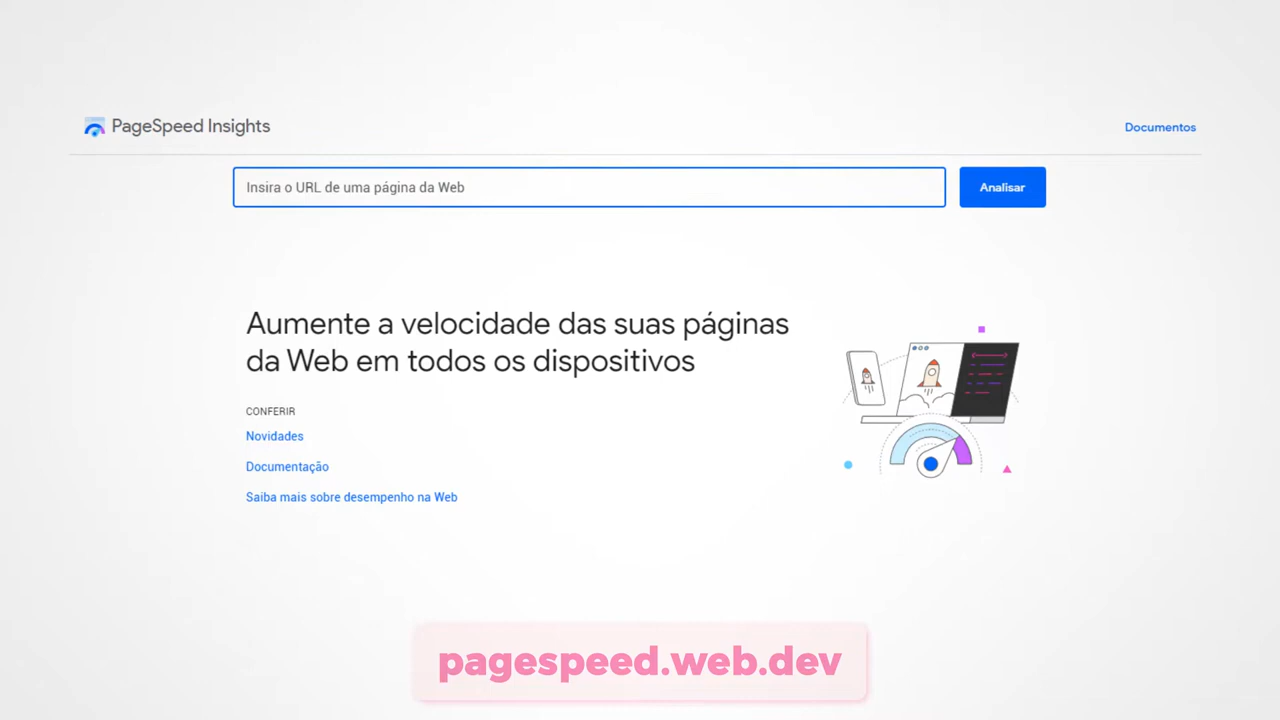 PageSpeed Insights
Documentos
Insira o URL de uma página da Web
Analisar
Aumente a velocidade das suas páginas
da Web em todos os dispositivos
CONFERIR
Novidades
Documentação
Saiba mais sobre desempenho na Web
pagespeed.web.dev